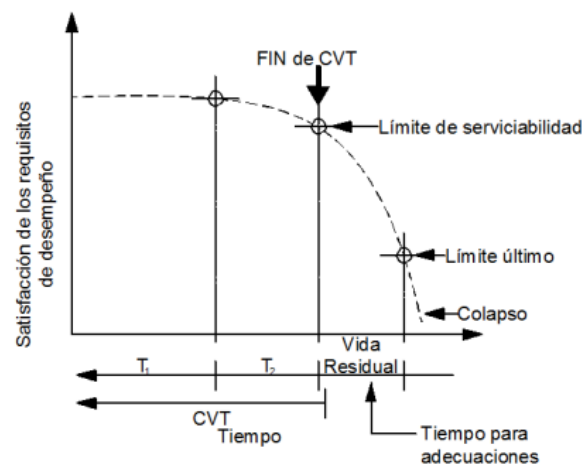 FIN de CVT
Límite de serviciabilidad
Satisfacción de los requisitos
de desempeño
Límite último
Colapso
Vida
T₁
T₂
Residual
CVT
Tiempo
Tiempo para
adecuaciones